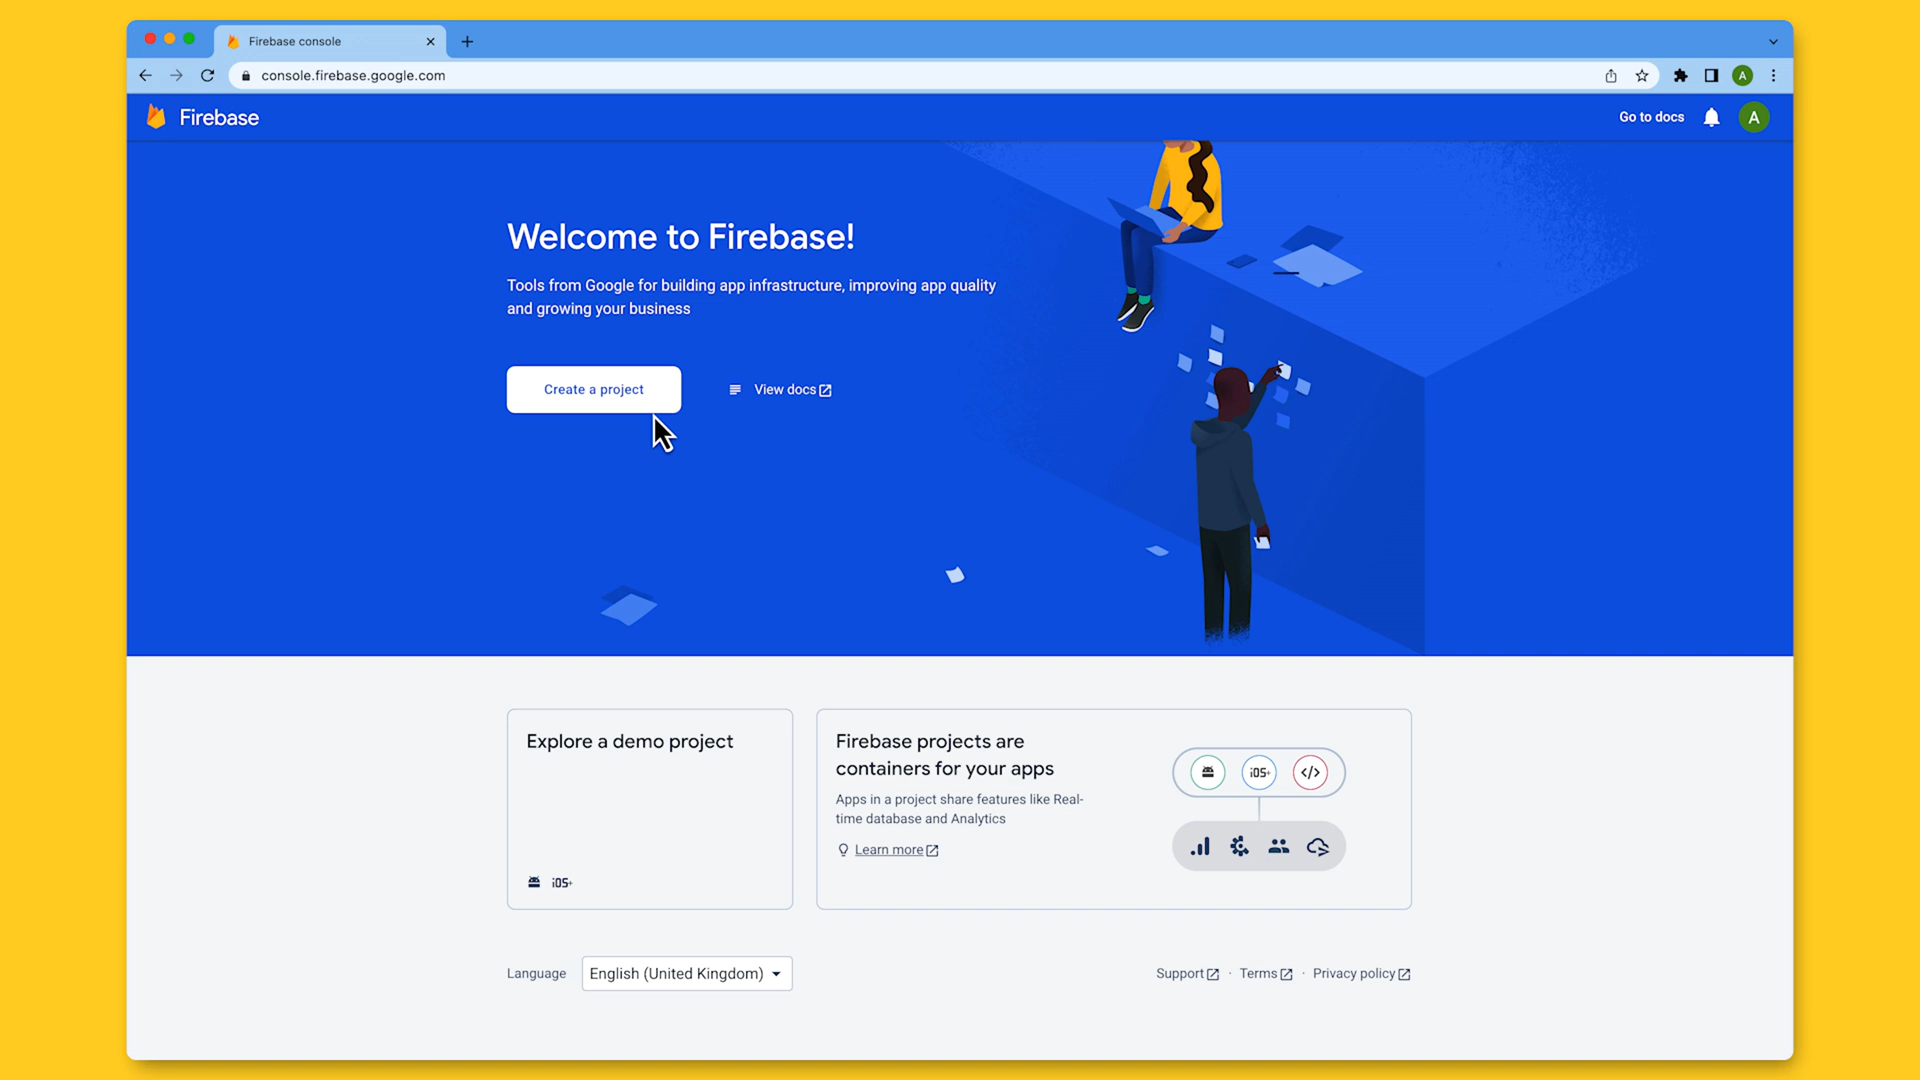 Firebase console
console.firebase.google.com
A
Firebase
Go to docs
A
Welcome to Firebase!
Tools from Google for building app infrastructure, improving app quality
and growing your business
Create a project
View docs
Explore a demo project
iOS+
Firebase projects are
containers for your apps
Apps in a project share features like Real-
time database and Analytics
Learn more
iOS+
</>
Language
English (United Kingdom)
Support · Terms · Privacy policy